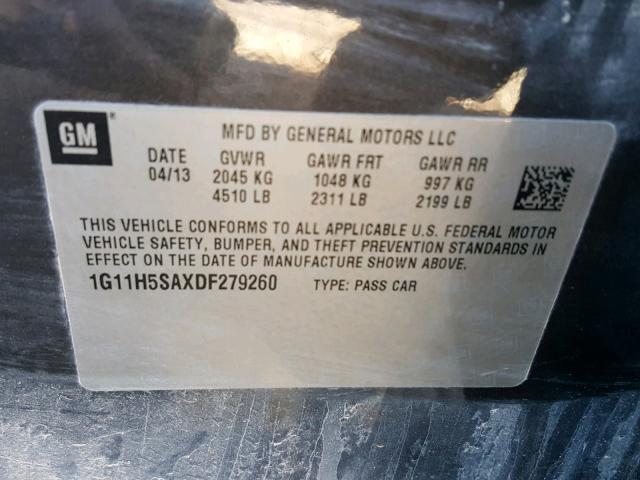 GM
MFD BY GENERAL MOTORS LLC
DATE GVWR GAWR FRT GAWR RR
04/13 2045 KG 1048 KG 997 KG
4510 LB 2311 LB 2199 LB
THIS VEHICLE CONFORMS TO ALL APPLICABLE U.S. FEDERAL MOTOR
VEHICLE SAFETY, BUMPER, AND THEFT PREVENTION STANDARDS IN
EFFECT ON THE DATE OF MANUFACTURE SHOWN ABOVE.
1G11H5SAXDF279260 TYPE: PASS CAR